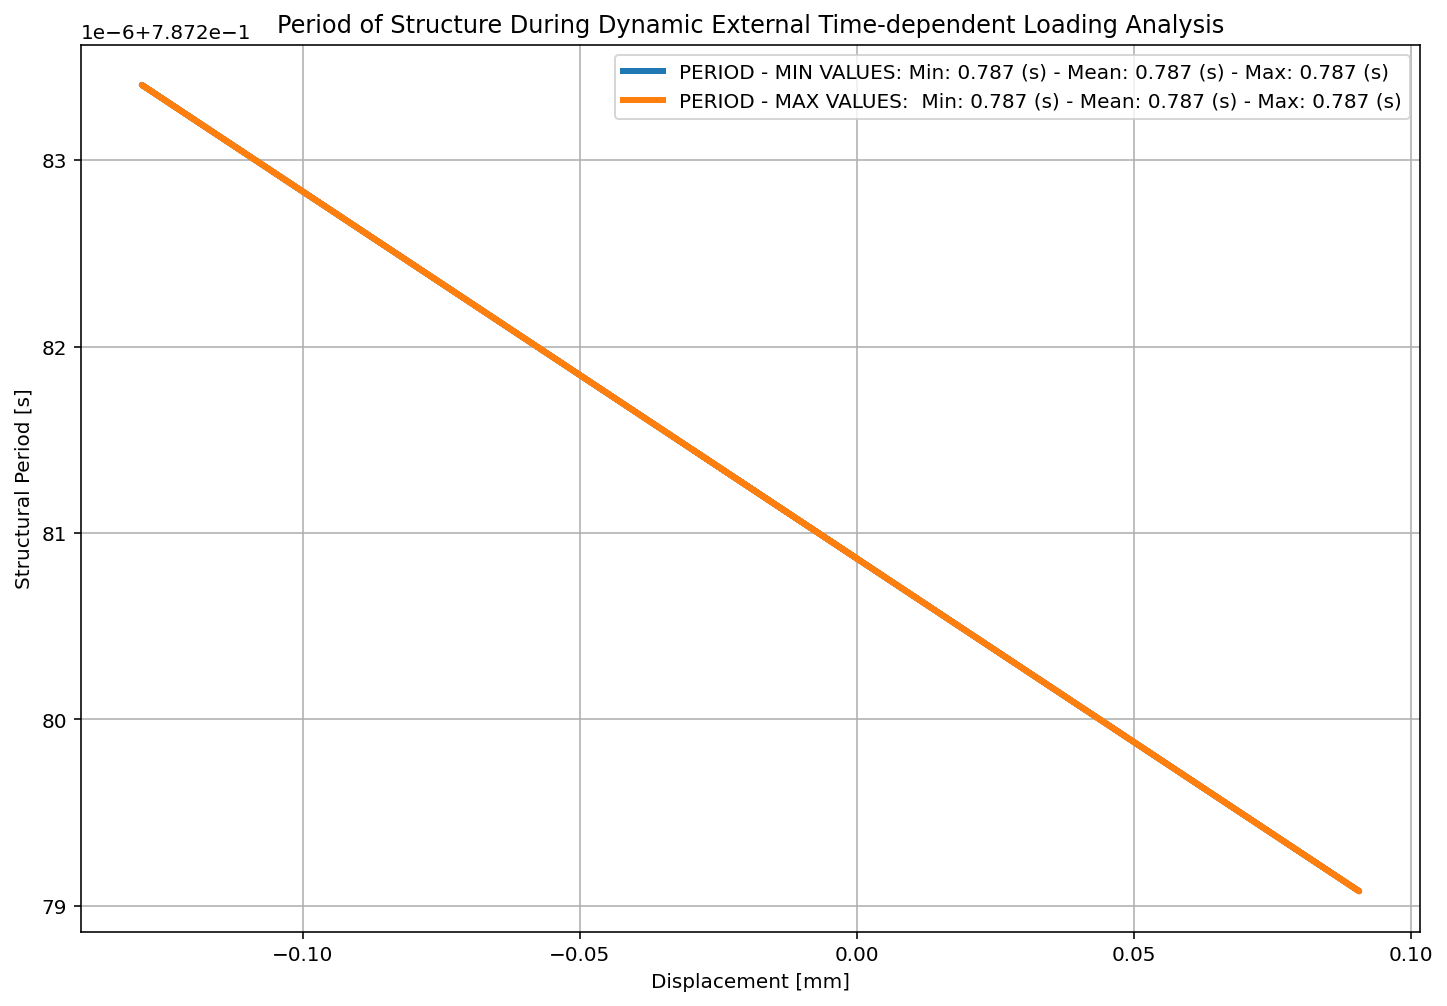 Period of Structure During Dynamic External Time-dependent Loading Analysis
1e−6+7.872e−1
PERIOD - MIN VALUES: Min: 0.787 (s) - Mean: 0.787 (s) - Max: 0.787 (s)
PERIOD - MAX VALUES:  Min: 0.787 (s) - Mean: 0.787 (s) - Max: 0.787 (s)
83
82
81
80
79
Structural Period [s]
−0.10
−0.05
0.00
0.05
0.10
Displacement [mm]